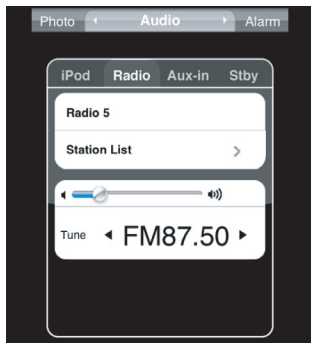 Photo Audio Alarm
iPod Radio Aux-in Stby
Radio 5
Station List
Tune FM87.50